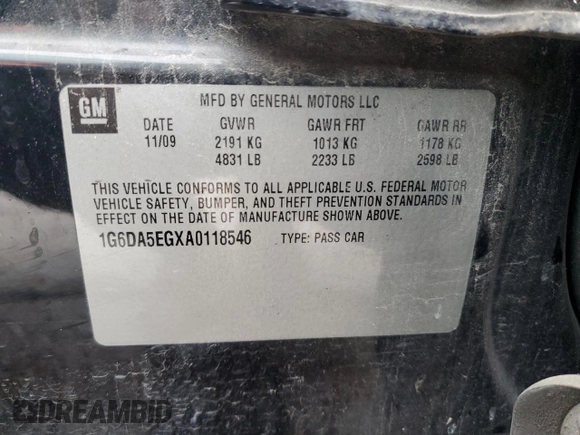 GM
MFD BY GENERAL MOTORS LLC
DATE GVWR GAWR FRT GAWR RR
11/09 2191 KG 1013 KG 1178 KG
4831 LB 2233 LB 2598 LB
THIS VEHICLE CONFORMS TO ALL APPLICABLE U.S. FEDERAL MOTOR
VEHICLE SAFETY, BUMPER, AND THEFT PREVENTION STANDARDS IN
EFFECT ON THE DATE OF MANUFACTURE SHOWN ABOVE.
1G6DA5EGXA0118546 TYPE: PASS CAR
DREAMBID